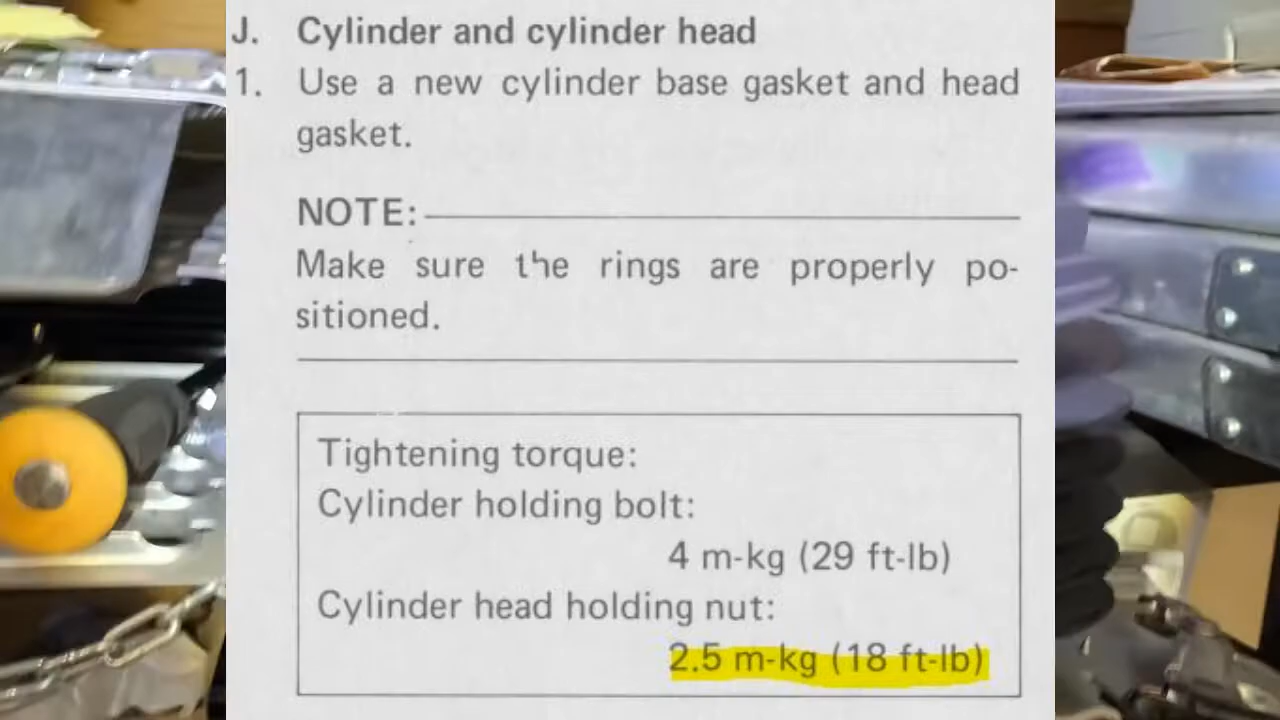 J. Cylinder and cylinder head
1. Use a new cylinder base gasket and head
gasket.
NOTE:
Make sure the rings are properly po-
sitioned.
Tightening torque:
Cylinder holding bolt:
4 m-kg (29 ft-lb)
Cylinder head holding nut:
2.5 m-kg (18 ft-lb)